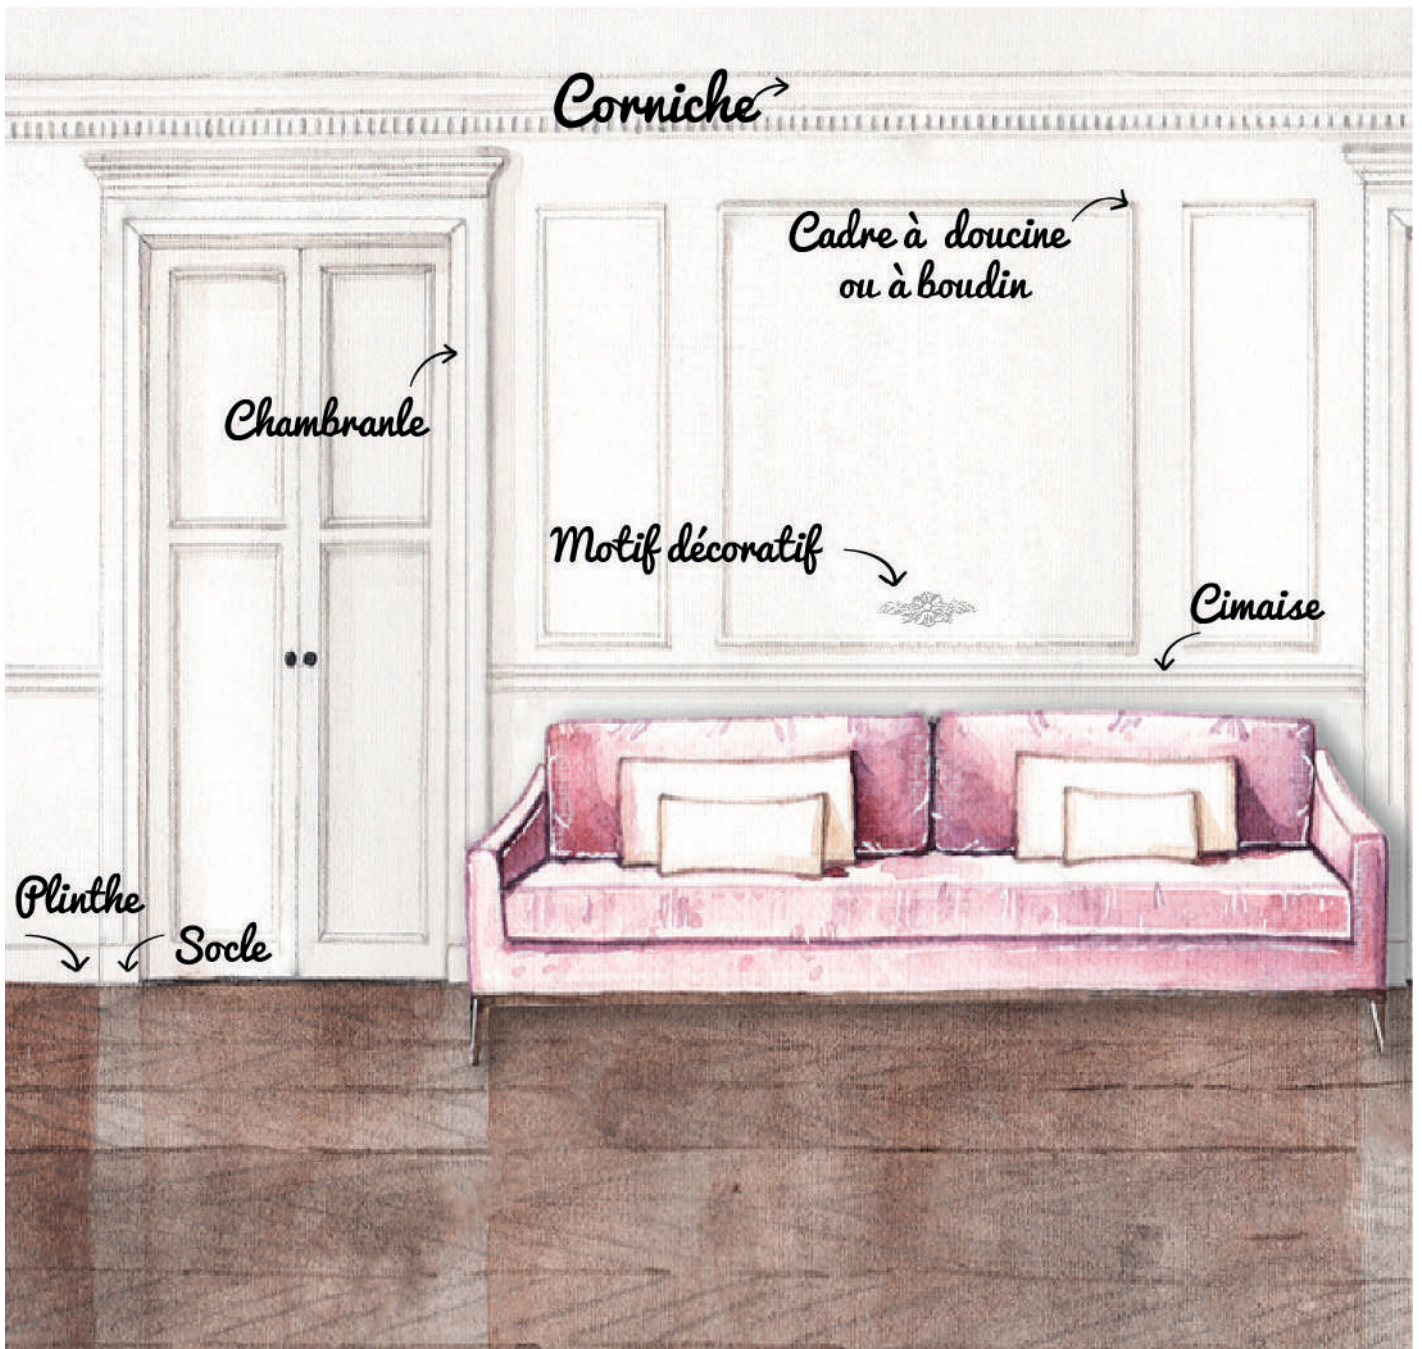 Corniche
Cadre à doucine
ou à boudin
Chambranle
Motif décoratif
Cimaise
Plinthe
Socle